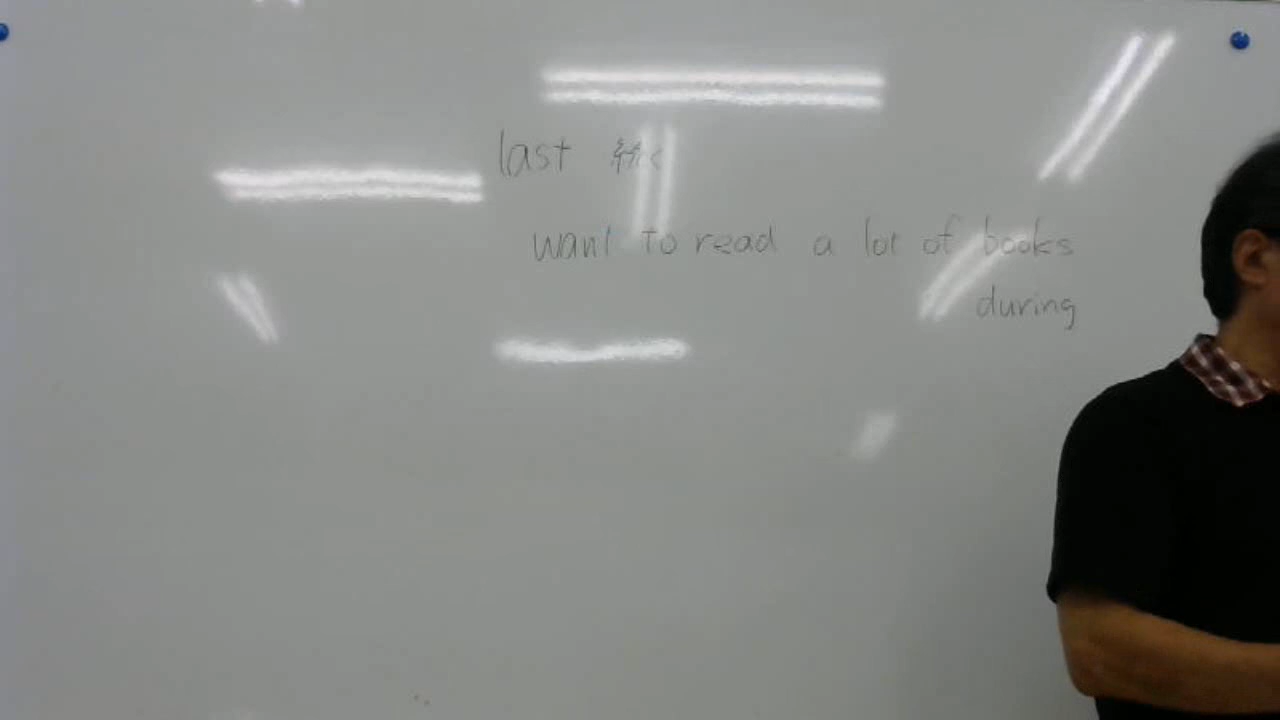 last
want to read a lot of books
during